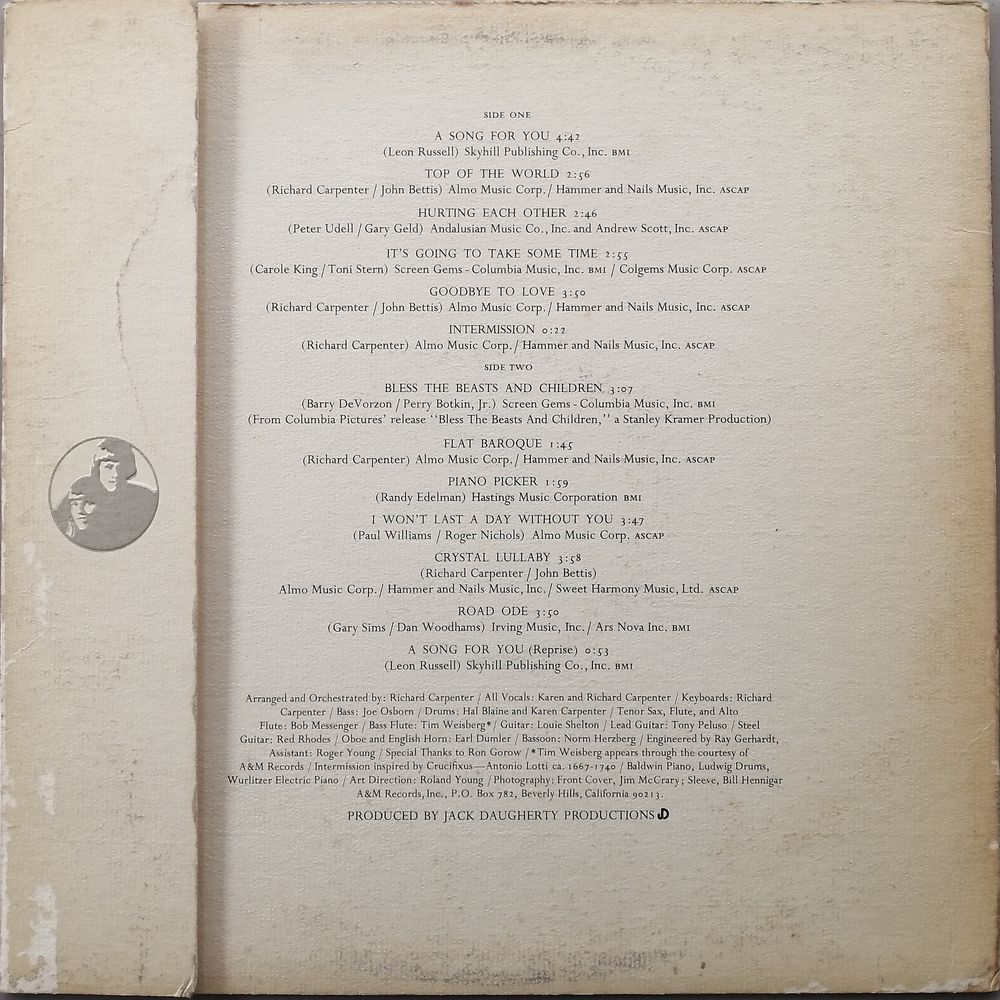 SIDE ONE
A SONG FOR YOU 4:42
(Leon Russell) Skyhill Publishing Co., Inc. BMI
TOP OF THE WORLD 2:56
(Richard Carpenter / John Bettis) Almo Music Corp. / Hammer and Nails Music, Inc. ASCAP
HURTING EACH OTHER 2:46
(Peter Udell / Gary Geld) Andalusian Music Co., Inc. and Andrew Scott, Inc. ASCAP
IT'S GOING TO TAKE SOME TIME 2:55
(Carole King / Toni Stern) Screen Gems - Columbia Music, Inc. BMI / Colgems Music Corp. ASCAP
GOODBYE TO LOVE 3:50
(Richard Carpenter / John Bettis) Almo Music Corp. / Hammer and Nails Music, Inc. ASCAP
INTERMISSION 0:22
(Richard Carpenter) Almo Music Corp. / Hammer and Nails Music, Inc. ASCAP
SIDE TWO
BLESS THE BEASTS AND CHILDREN 3:07
(Barry DeVorzon / Perry Botkin, Jr.) Screen Gems - Columbia Music, Inc. BMI
(From Columbia Pictures' release "Bless The Beasts And Children," a Stanley Kramer Production)
FLAT BAROQUE 1:45
(Richard Carpenter) Almo Music Corp. / Hammer and Nails Music, Inc. ASCAP
PIANO PICKER 1:59
(Randy Edelman) Hastings Music Corporation BMI
I WON'T LAST A DAY WITHOUT YOU 3:47
(Paul Williams / Roger Nichols) Almo Music Corp. ASCAP
CRYSTAL LULLABY 3:58
(Richard Carpenter / John Bettis)
Almo Music Corp. / Hammer and Nails Music, Inc. / Sweet Harmony Music, Ltd. ASCAP
ROAD ODE 3:50
(Gary Sims / Dan Woodhams) Irving Music, Inc. / Ars Nova Inc. BMI
A SONG FOR YOU (Reprise) 0:53
(Leon Russell) Skyhill Publishing Co., Inc. BMI
Arranged and Orchestrated by: Richard Carpenter / All Vocals: Karen and Richard Carpenter / Keyboards: Richard
Carpenter / Bass: Joe Osborn / Drums: Hal Blaine and Karen Carpenter / Tenor Sax, Flute, and Alto
Flute: Bob Messenger / Bass Flute: Tim Weisberg* / Guitar: Louie Shelton / Lead Guitar: Tony Peluso / Steel
Guitar: Red Rhodes / Oboe and English Horn: Earl Dumler / Bassoon: Norm Herzberg / Engineered by Ray Gerhardt,
Assistant: Roger Young / Special Thanks to Ron Gorow / *Tim Weisberg appears through the courtesy of
A&M Records / Intermission inspired by Crucifixus—Antonio Lotti ca. 1667-1740 / Baldwin Piano, Ludwig Drums,
Wurlitzer Electric Piano / Art Direction: Roland Young / Photography: Front Cover, Jim McCrary; Sleeve, Bill Hennigar
A&M Records, Inc., P.O. Box 782, Beverly Hills, California 90213.
PRODUCED BY JACK DAUGHERTY PRODUCTIONS JD